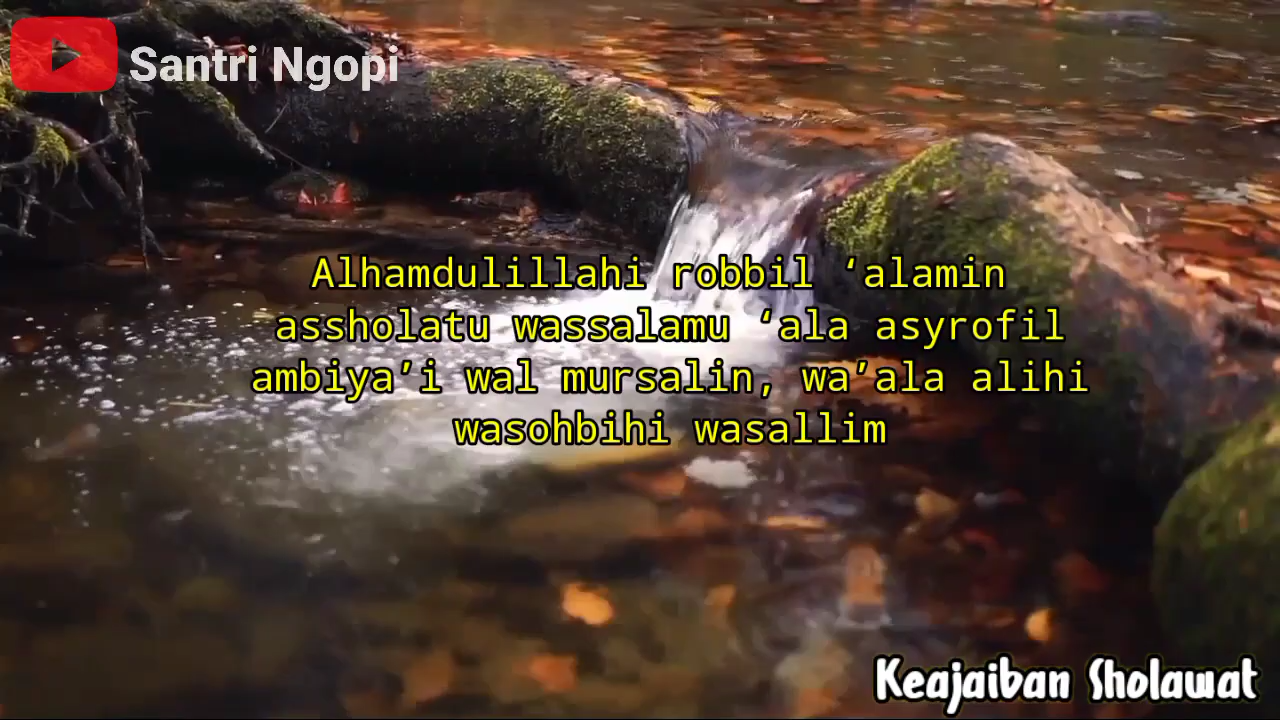 Santri Ngopi
Alhamdulillahi robbil ‘alamin
assholatu wassalamu ‘ala asyrofil
ambiya’i wal mursalin, wa’ala alihi
wasohbihi wasallim
Keajaiban Sholawat